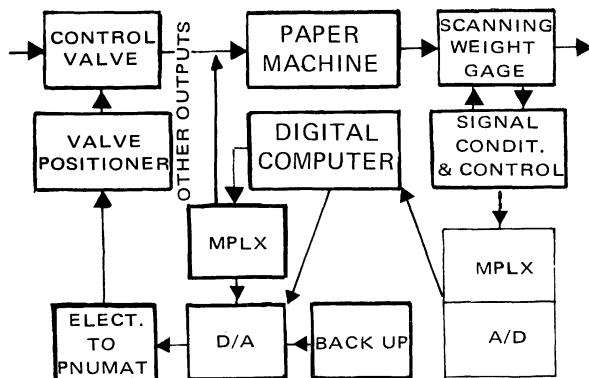 CONTROL
VALVE
OTHER OUTPUTS
PAPER
MACHINE
SCANNING
WEIGHT
GAGE
VALVE
POSITIONER
DIGITAL
COMPUTER
SIGNAL
CONDIT.
& CONTROL
MPLX
MPLX
A/D
ELECT.
TO
PNUMAT
D/A
BACK UP